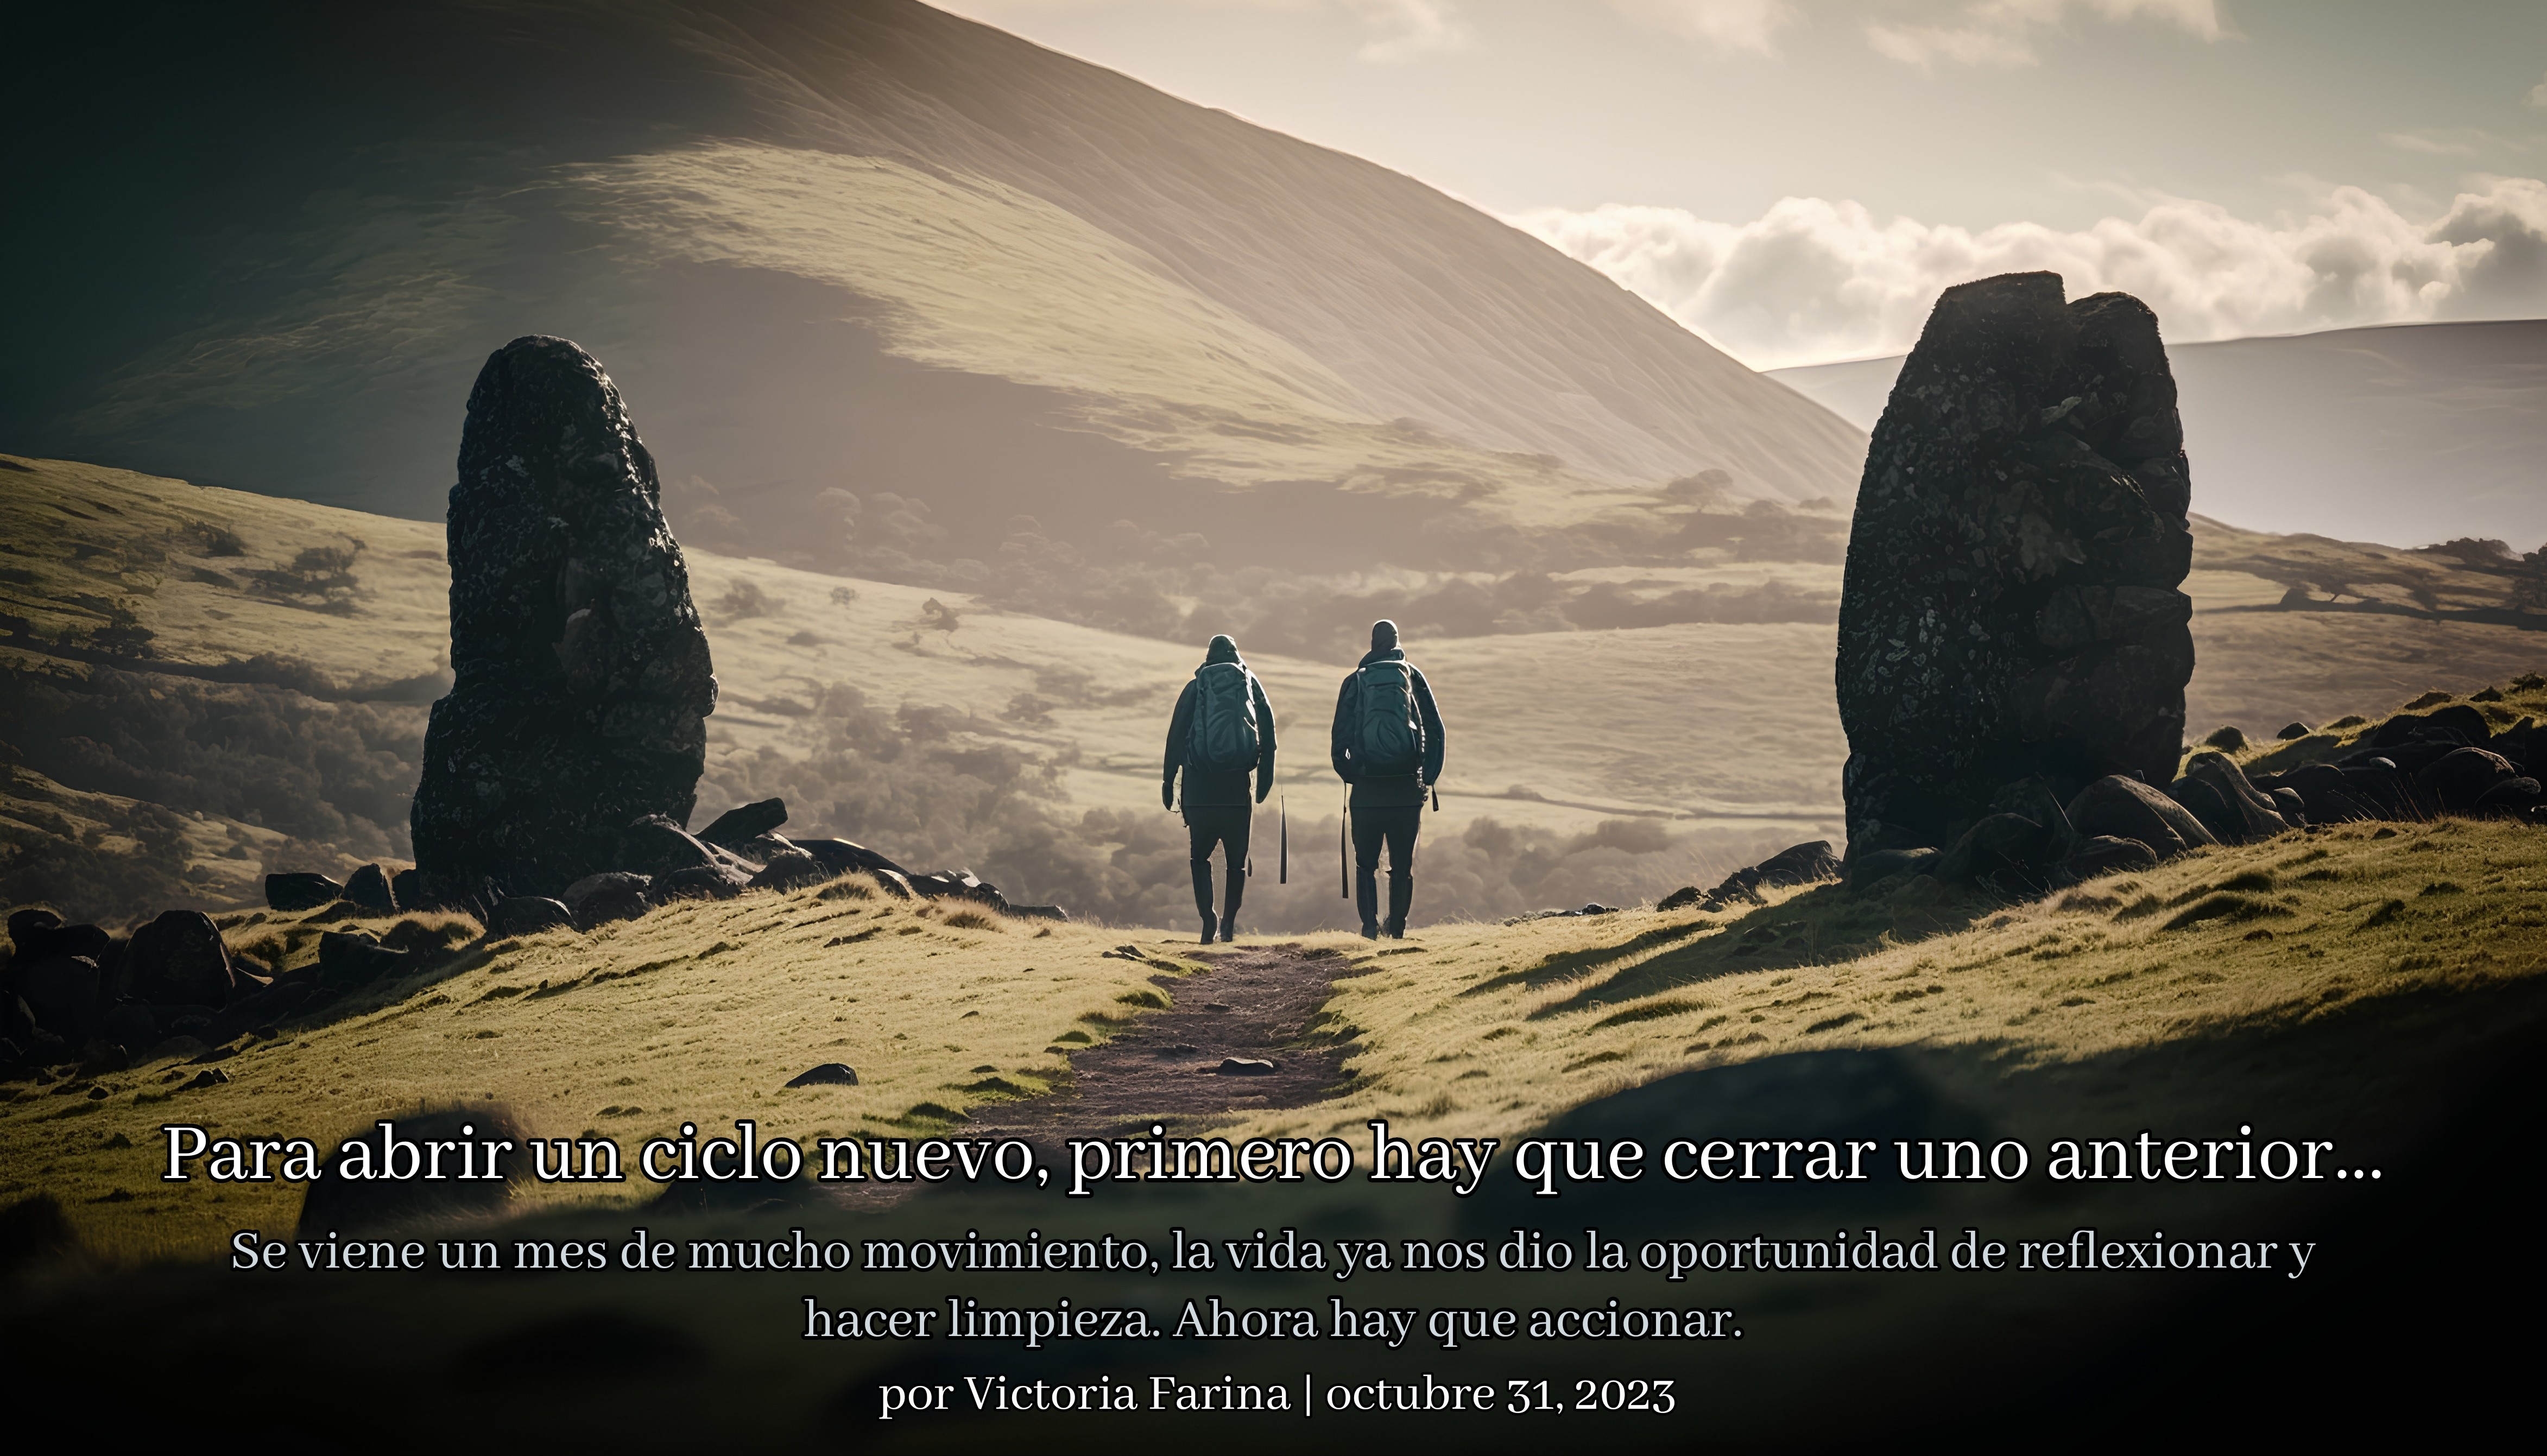 Para abrir un ciclo nuevo, primero hay que cerrar uno anterior...
Se viene un mes de mucho movimiento, la vida ya nos dio la oportunidad de reflexionar y
hacer limpieza. Ahora hay que accionar.
por Victoria Farina | octubre 31, 2023